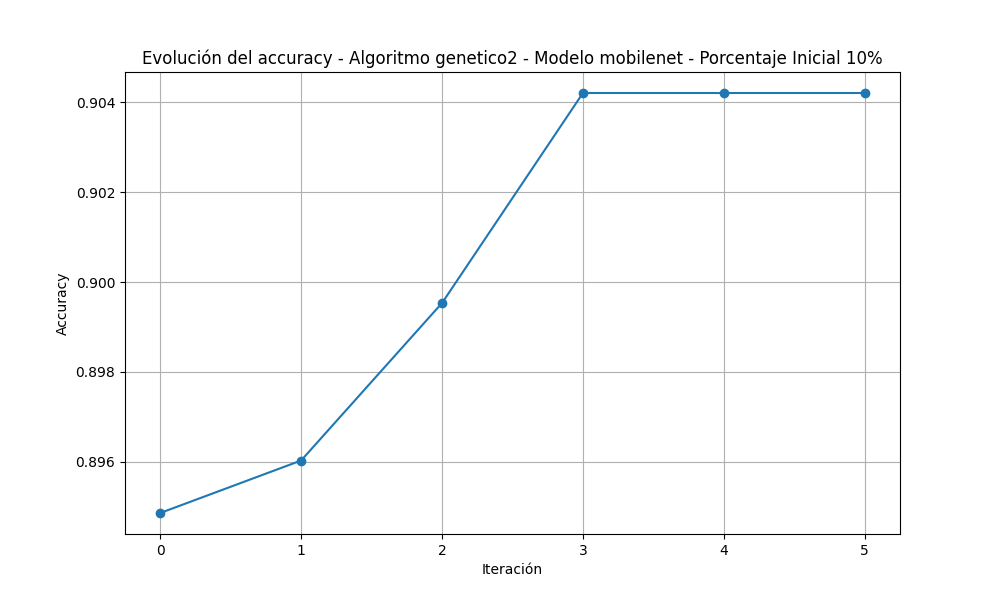 Evolución del accuracy - Algoritmo genetico2 - Modelo mobilenet - Porcentaje Inicial 10%
0.904
0.902
0.900
0.898
0.896
Accuracy
0 1 2 3 4 5
Iteración